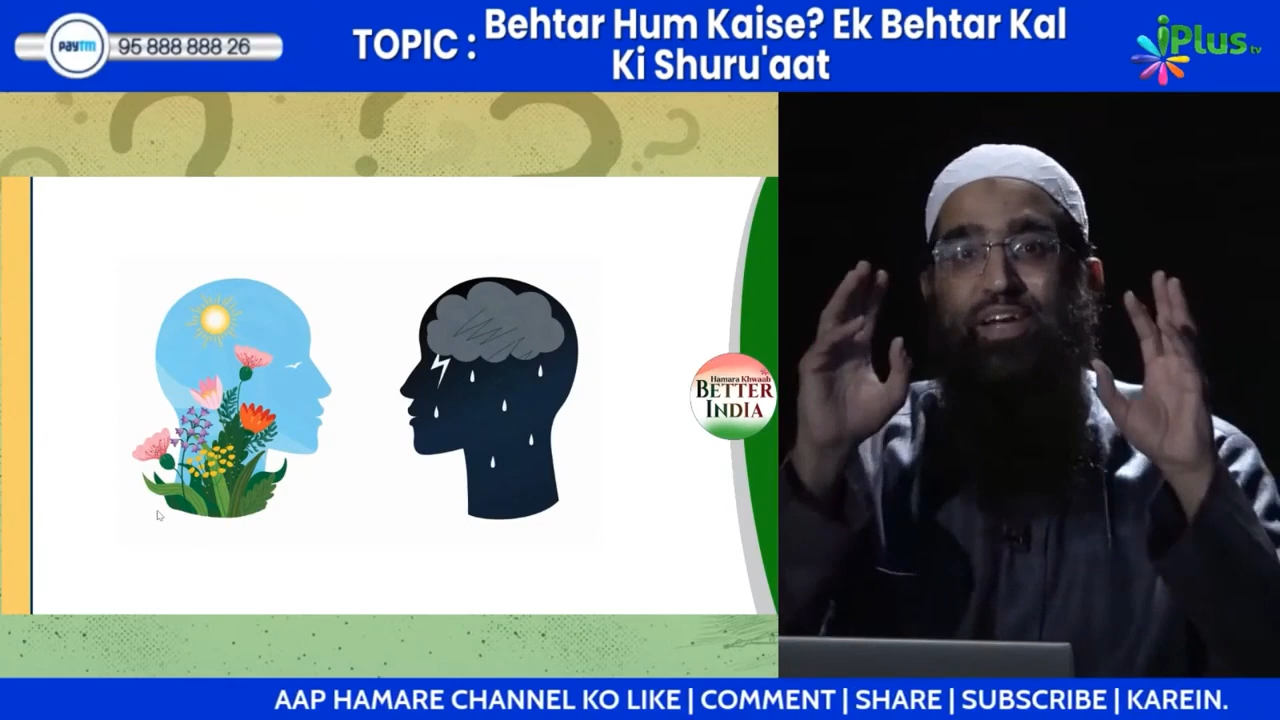 paytm
95 888 888 26
TOPIC :
Behtar Hum Kaise? Ek Behtar Kal
Ki Shuru'aat
iPlus tv
Hamara Khwaab
BETTER
INDIA
AAP HAMARE CHANNEL KO LIKE | COMMENT | SHARE | SUBSCRIBE | KAREIN.